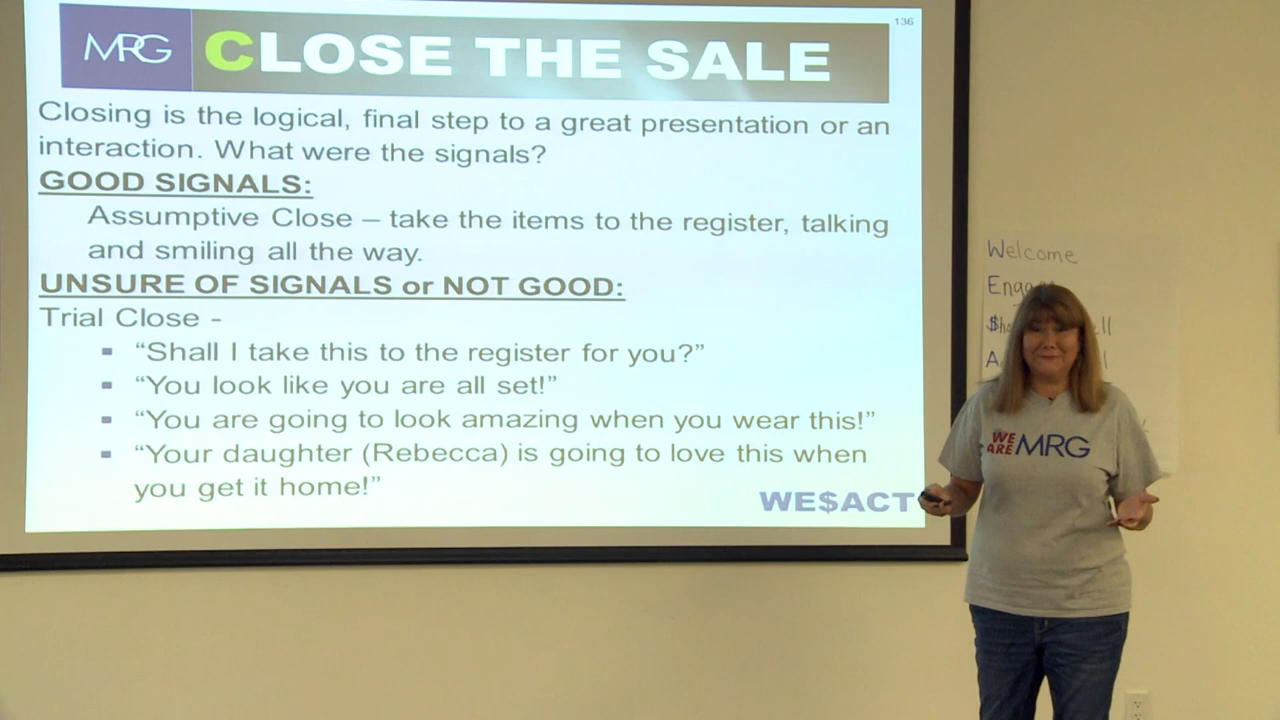 136
MRG CLOSE THE SALE
Closing is the logical, final step to a great presentation or an
interaction. What were the signals?
GOOD SIGNALS:
Assumptive Close – take the items to the register, talking
and smiling all the way.
UNSURE OF SIGNALS or NOT GOOD:
Trial Close -
▪ “Shall I take this to the register for you?”
▪ “You look like you are all set!”
▪ “You are going to look amazing when you wear this!”
▪ “Your daughter (Rebecca) is going to love this when
you get it home!”
WE$ACT
Welcome
WE ARE MRG